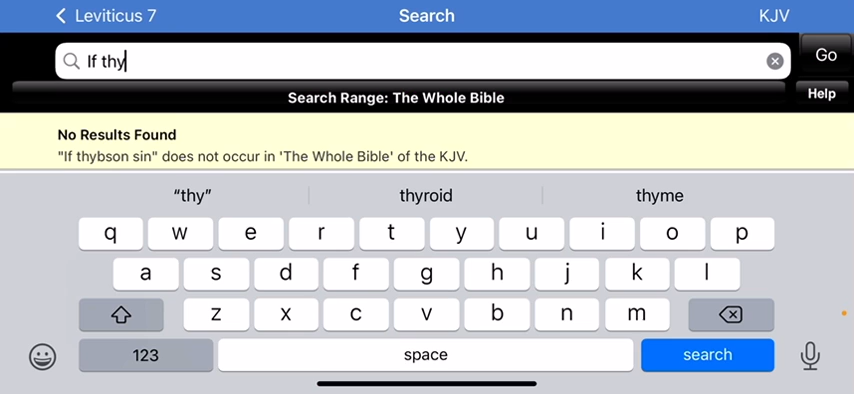 Leviticus 7
Search
KJV
If thy
Go
Search Range: The Whole Bible
Help
No Results Found
"If thybson sin" does not occur in 'The Whole Bible' of the KJV.
“thy” thyroid thyme
q w e r t y u i o p
a s d f g h j k l
z x c v b n m
123 space search